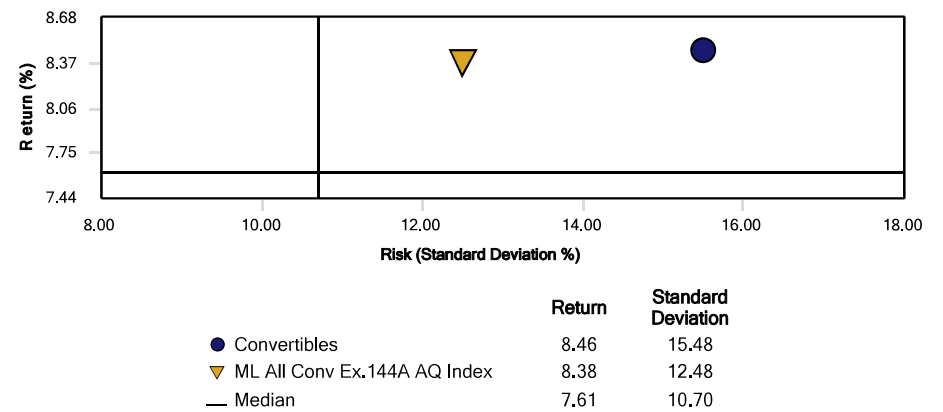 8.68
8.37
8.06
7.75
7.44
Return (%)
8.00 10.00 12.00 14.00 16.00 18.00
Risk (Standard Deviation %)
Return Standard Deviation
Convertibles 8.46 15.48
ML All Conv Ex.144A AQ Index 8.38 12.48
Median 7.61 10.70